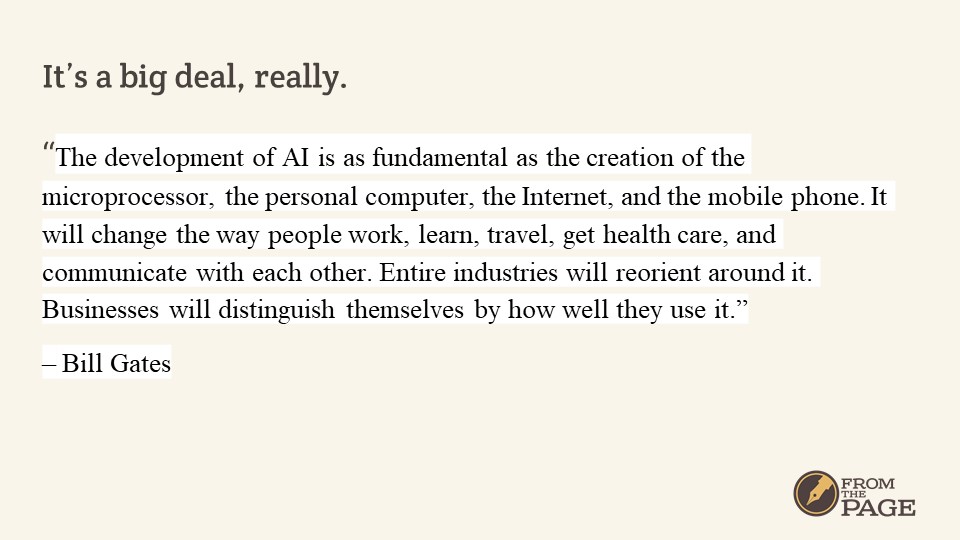 It’s a big deal, really.
“The development of AI is as fundamental as the creation of the
microprocessor, the personal computer, the Internet, and the mobile phone. It
will change the way people work, learn, travel, get health care, and
communicate with each other. Entire industries will reorient around it.
Businesses will distinguish themselves by how well they use it.”
– Bill Gates
FROM
THE
PAGE